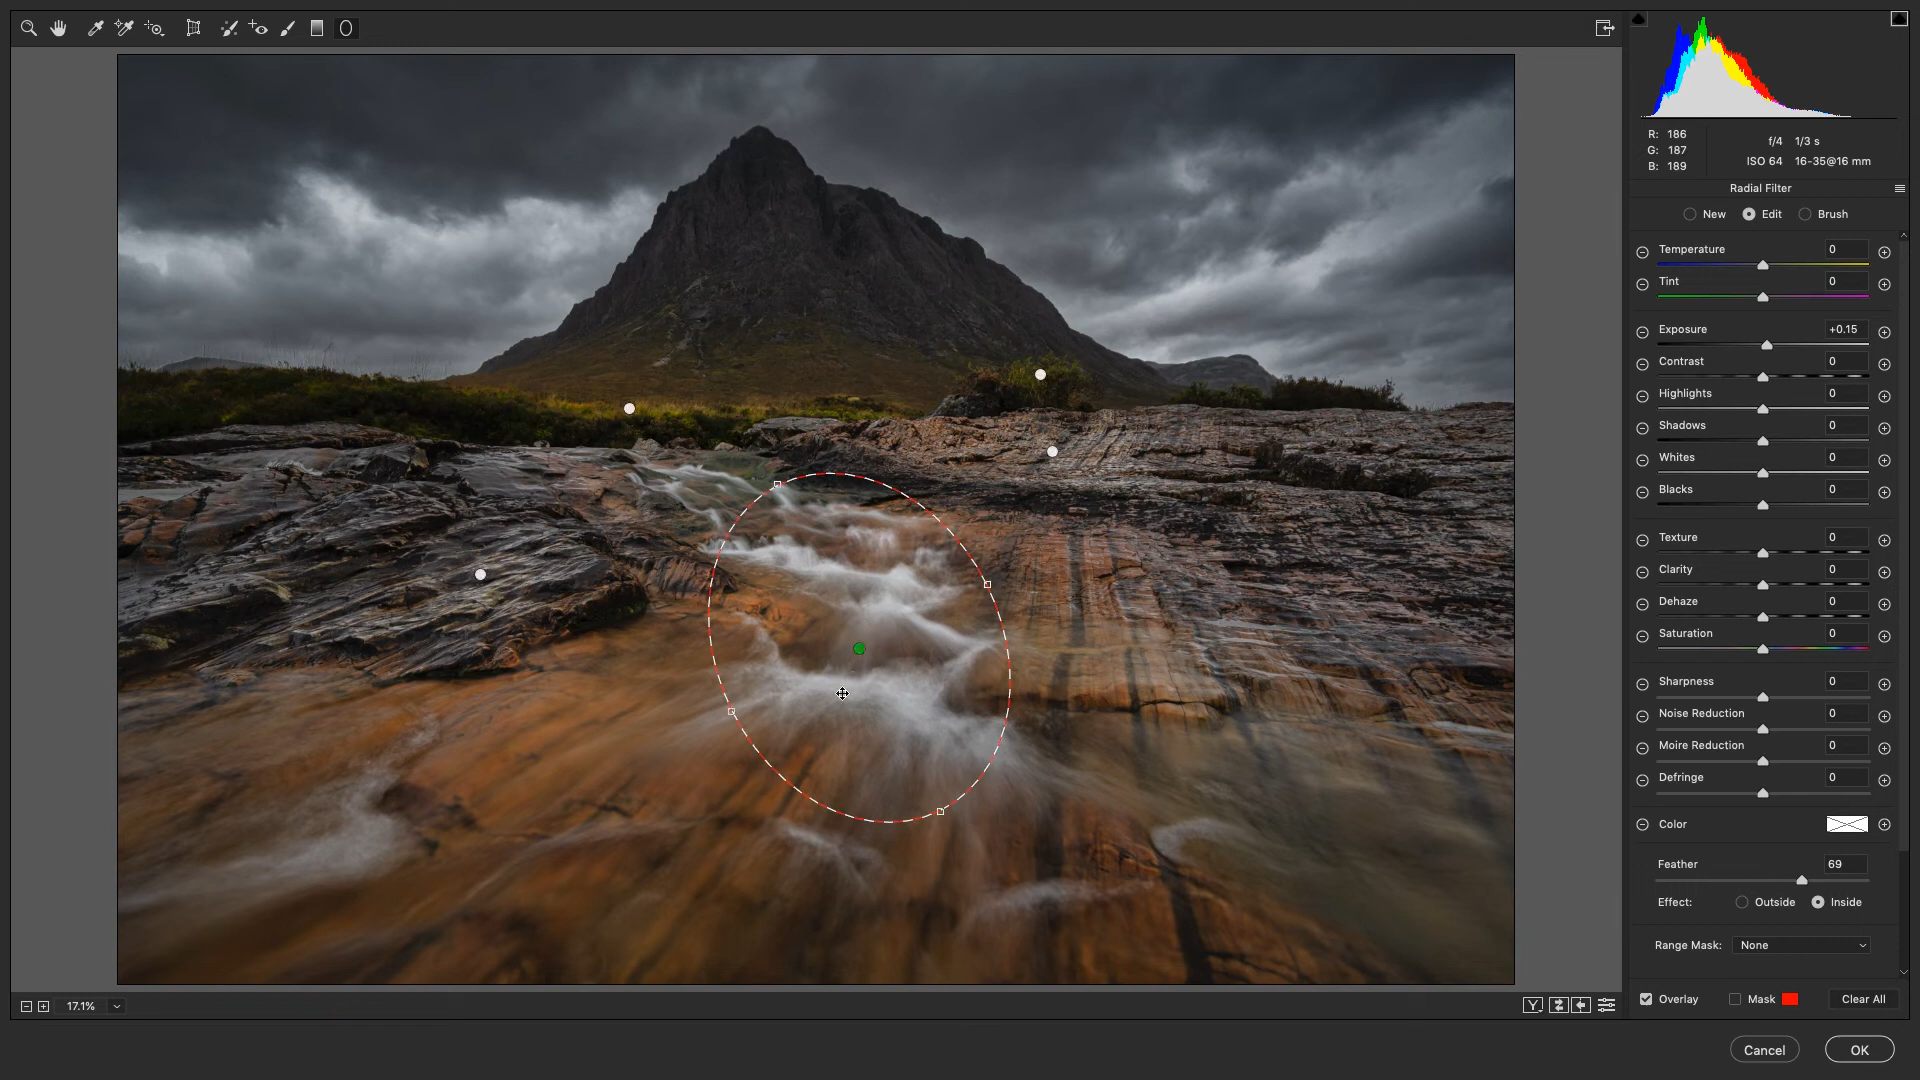 R: 186
G: 187
B: 189
f/4 1/3 s
ISO 64 16-35@16 mm
Radial Filter
New Edit Brush
Temperature 0
Tint 0
Exposure +0.15
Contrast 0
Highlights 0
Shadows 0
Whites 0
Blacks 0
Texture 0
Clarity 0
Dehaze 0
Saturation 0
Sharpness 0
Noise Reduction 0
Moire Reduction 0
Defringe 0
Color
Feather 69
Effect: Outside Inside
Range Mask: None
17.1% Y
Overlay Mask Clear All
Cancel OK